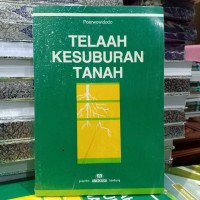 Poerwowidodo
TELAAH
KESUBURAN
TANAH
penerbit ANGKASA bandung